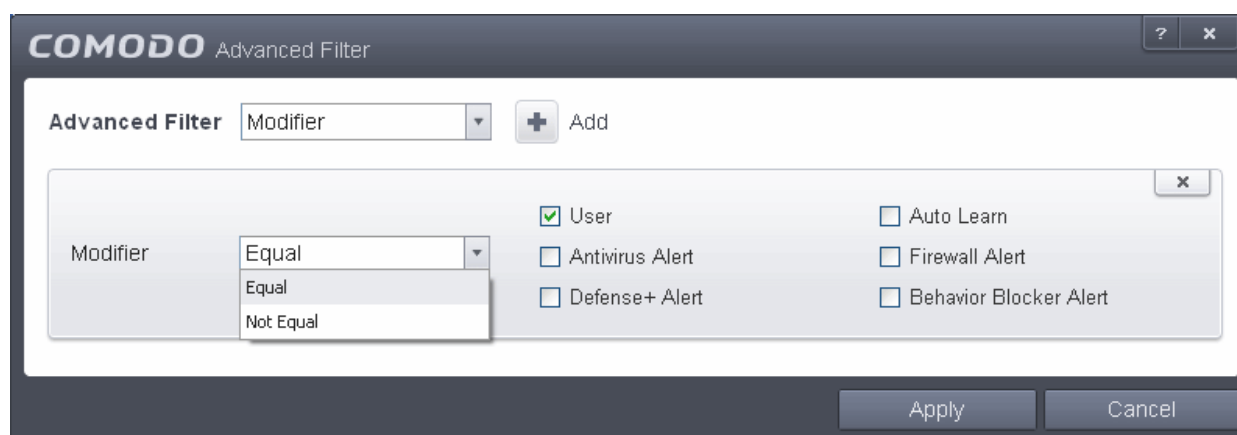 COMODO Advanced Filter ? x
Advanced Filter Modifier + Add
x
User Auto Learn
Modifier Equal Antivirus Alert Firewall Alert
Equal
Defense+ Alert Behavior Blocker Alert
Not Equal
Apply Cancel